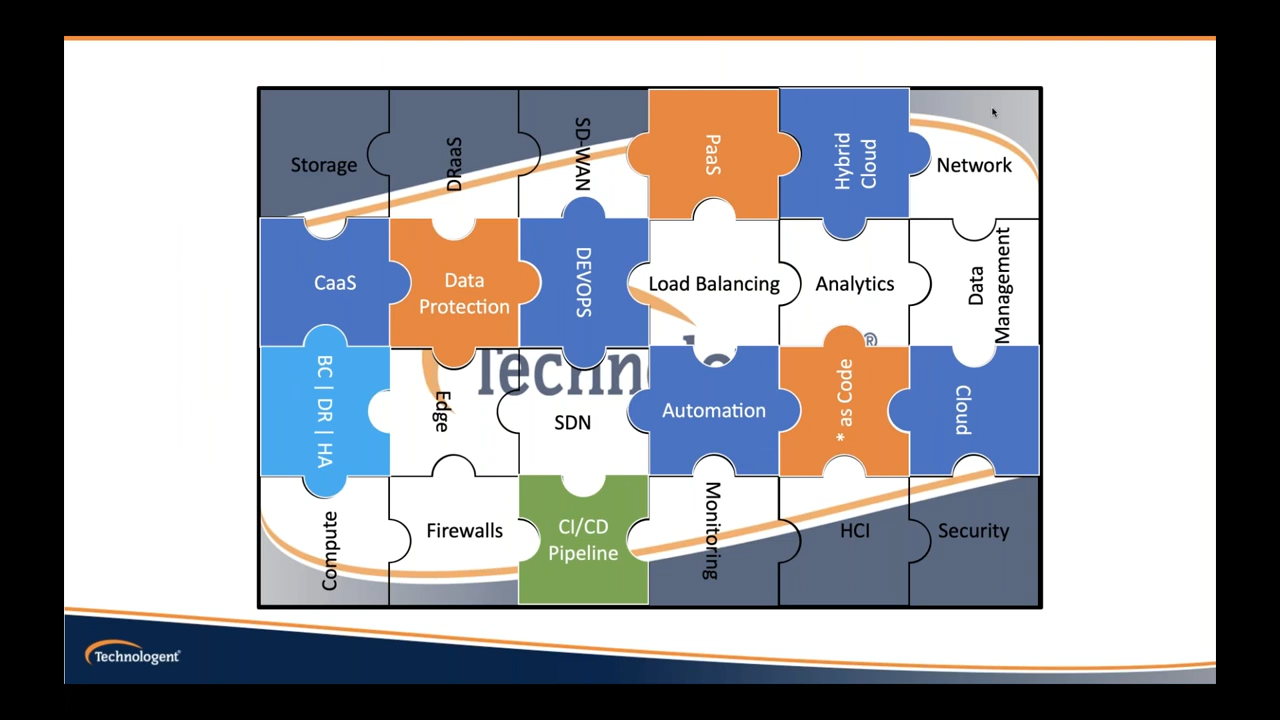 Storage
DRaaS
SD-WAN
PaaS
Hybrid
Cloud
Network
CaaS
Data
Protection
DEVOPS
Load Balancing
Analytics
Data
Management
BC | DR | HA
Edge
Techn
®
SDN
Automation
* as Code
Cloud
Compute
Firewalls
CI/CD
Pipeline
Monitoring
HCI
Security
Technologent®